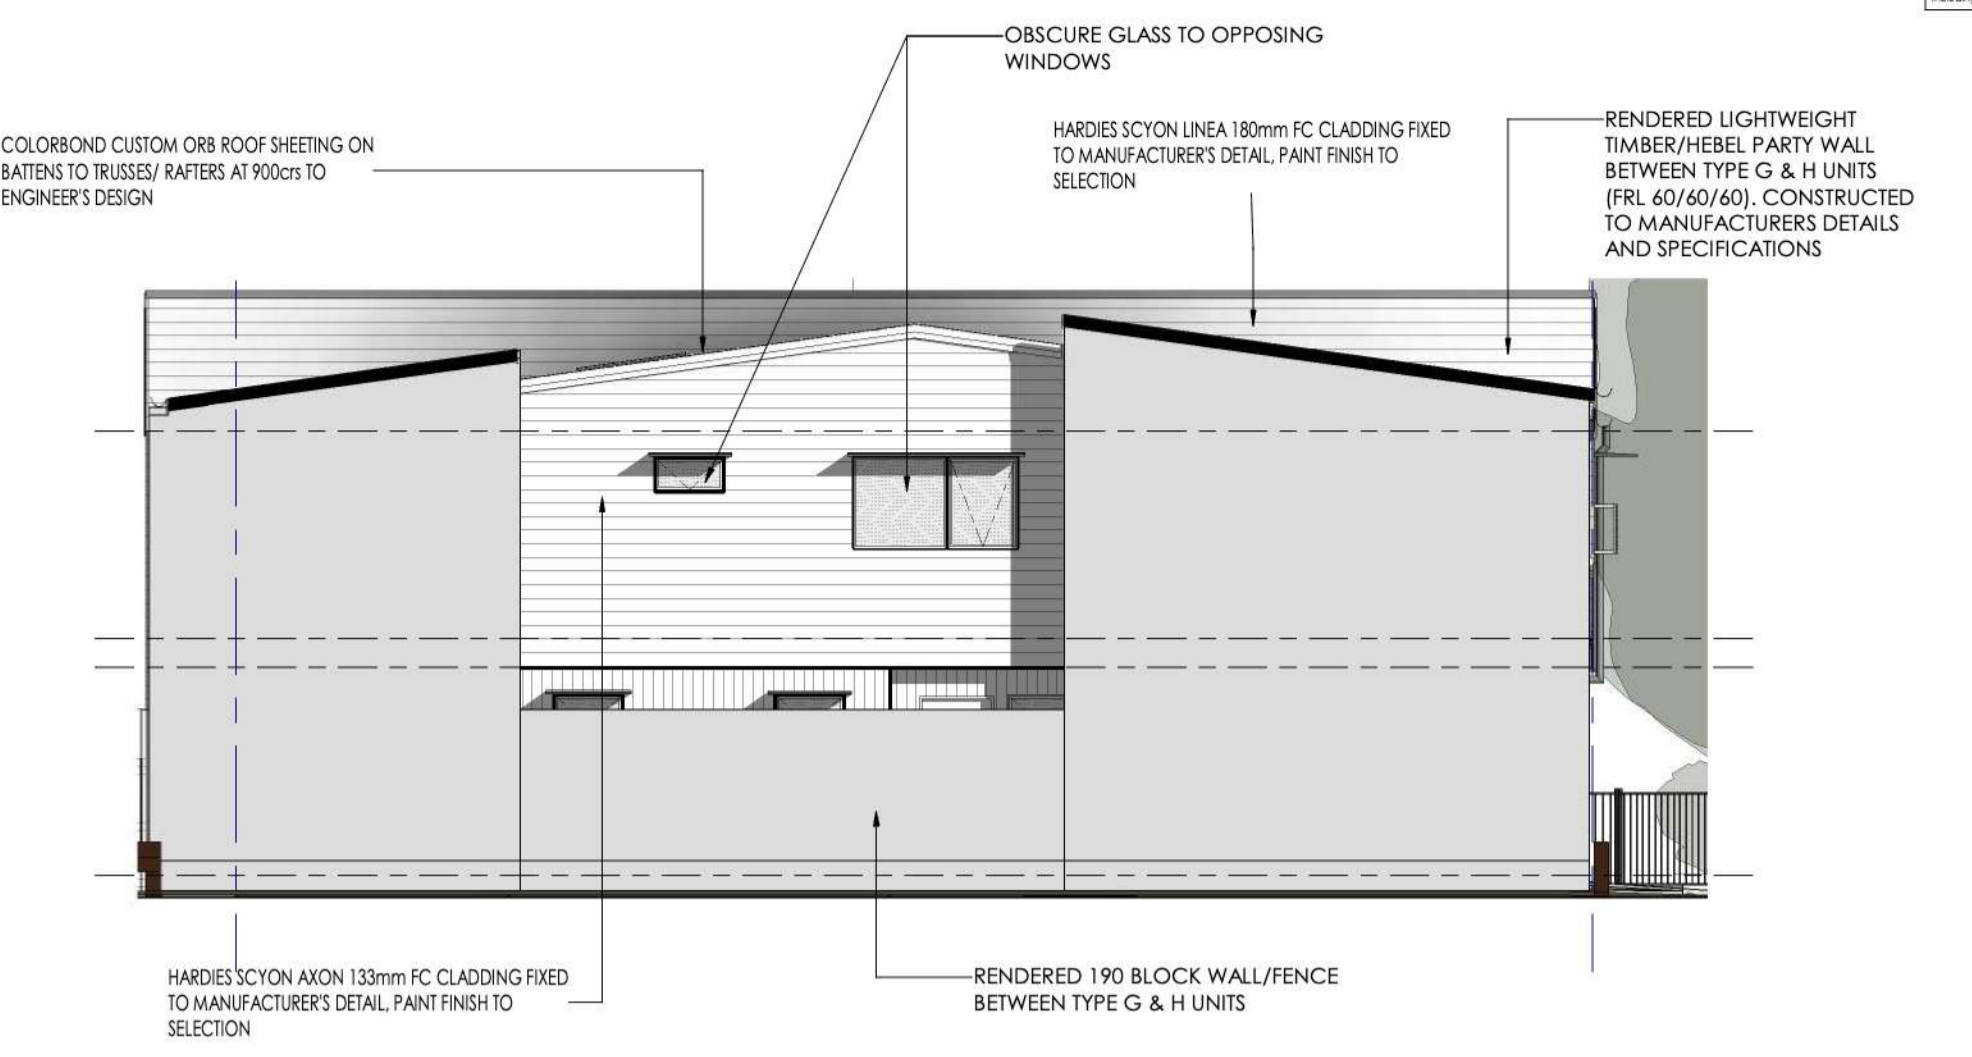 OBSCURE GLASS TO OPPOSING
WINDOWS
COLORBOND CUSTOM ORB ROOF SHEETING ON
BATTENS TO TRUSSES/ RAFTERS AT 900crs TO
ENGINEER'S DESIGN
HARDIES SCYON LINEA 180mm FC CLADDING FIXED
TO MANUFACTURER'S DETAIL, PAINT FINISH TO
SELECTION
RENDERED LIGHTWEIGHT
TIMBER/HEBEL PARTY WALL
BETWEEN TYPE G & H UNITS
(FRL 60/60/60). CONSTRUCTED
TO MANUFACTURERS DETAILS
AND SPECIFICATIONS
HARDIES SCYON AXON 133mm FC CLADDING FIXED
TO MANUFACTURER'S DETAIL, PAINT FINISH TO
SELECTION
RENDERED 190 BLOCK WALL/FENCE
BETWEEN TYPE G & H UNITS